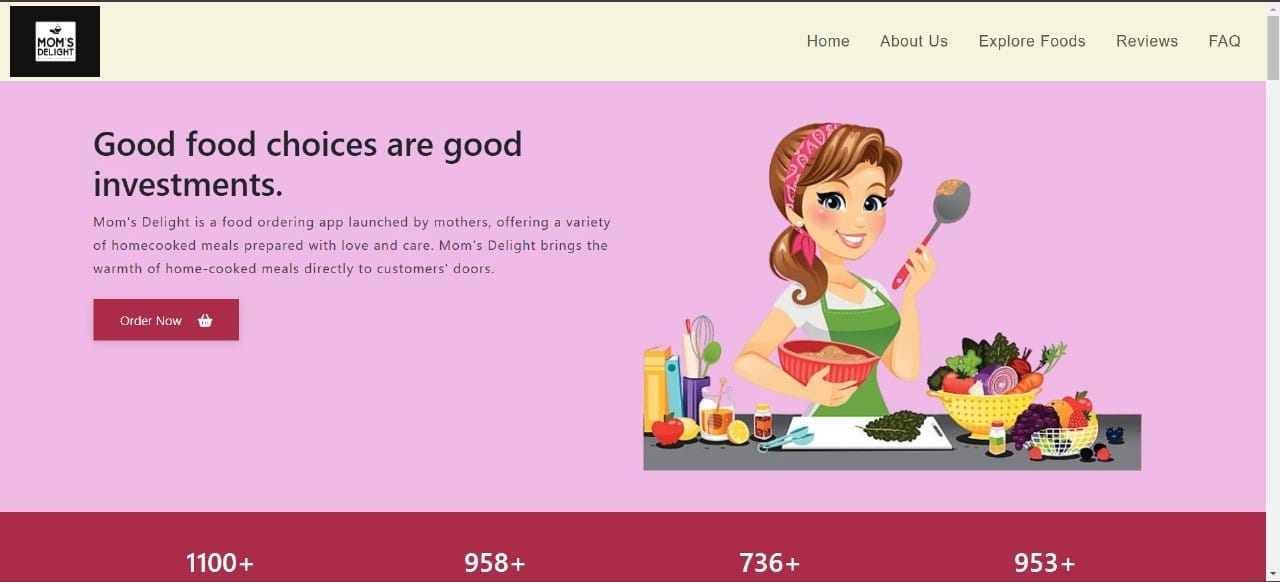 MOM'S
DELIGHT
Home About Us Explore Foods Reviews FAQ
Good food choices are good
investments.
Mom's Delight is a food ordering app launched by mothers, offering a variety
of homecooked meals prepared with love and care. Mom's Delight brings the
warmth of home-cooked meals directly to customers' doors.
Order Now
1100+ 958+ 736+ 953+